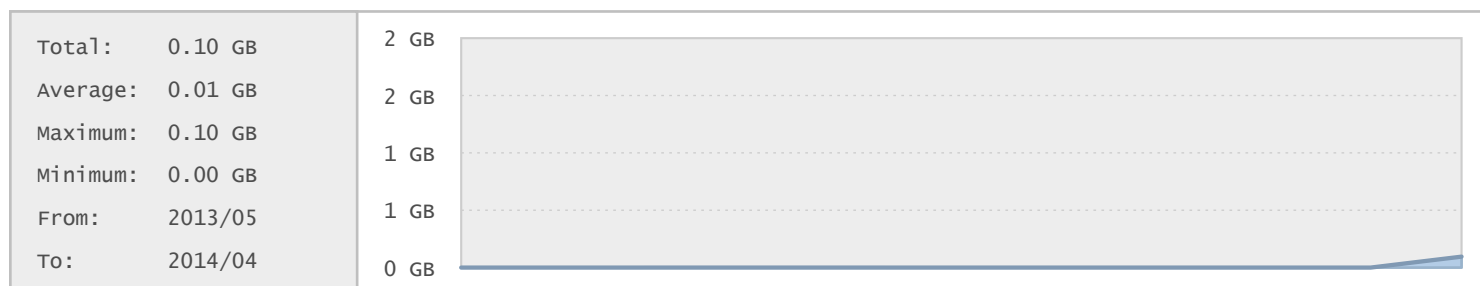 Total: 0.10 GB
Average: 0.01 GB
Maximum: 0.10 GB
Minimum: 0.00 GB
From: 2013/05
To: 2014/04
2 GB
2 GB
1 GB
1 GB
0 GB